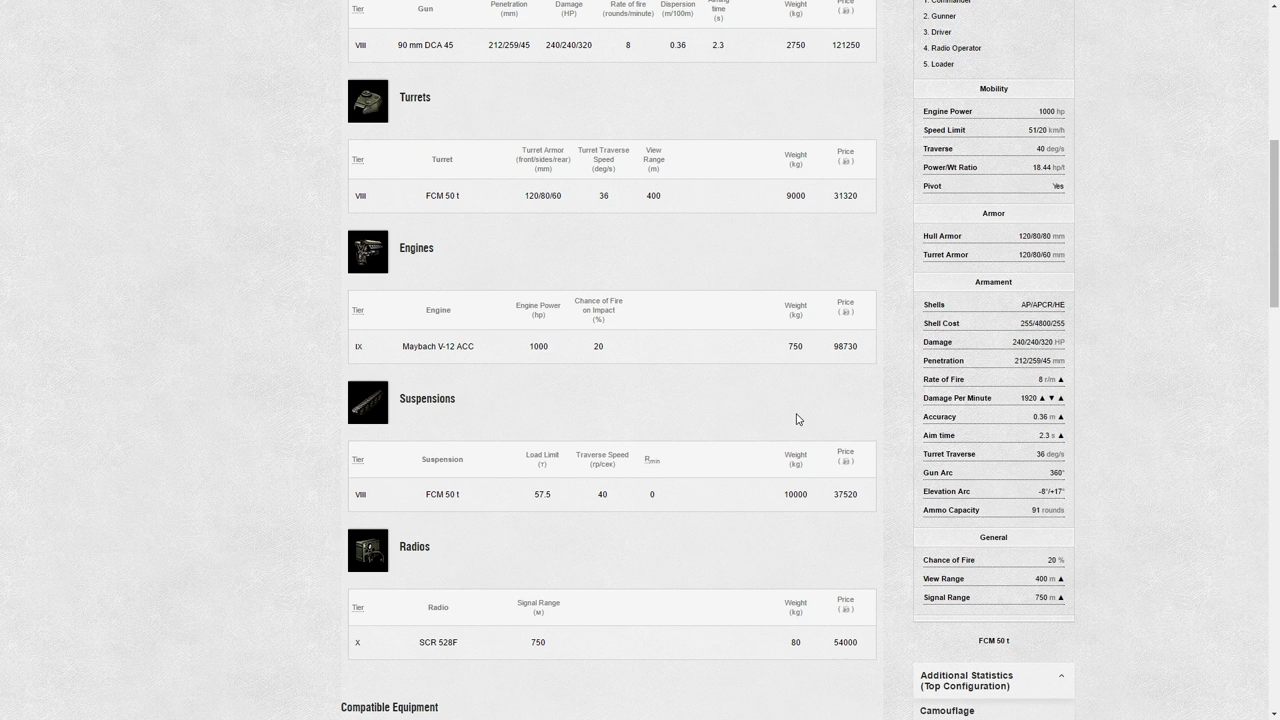 Tier Gun Penetration (mm) Damage (HP) Rate of fire (rounds/minute) Dispersion (m/100m) Aiming time (s) Weight (kg) Price ( )
VIII 90 mm DCA 45 212/259/45 240/240/320 8 0.36 2.3 2750 121250
Turrets
Tier Turret Turret Armor (front/sides/rear) (mm) Turret Traverse Speed (deg/s) View Range (m) Weight (kg) Price ( )
VIII FCM 50 t 120/80/60 36 400 9000 31320
Engines
Tier Engine Engine Power (hp) Chance of Fire on Impact (%) Weight (kg) Price ( )
IX Maybach V-12 ACC 1000 20 750 98730
Suspensions
Tier Suspension Load Limit (т) Traverse Speed (гр/сек) Rmin Weight (kg) Price ( )
VIII FCM 50 t 57.5 40 0 10000 37520
Radios
Tier Radio Signal Range (м) Weight (kg) Price ( )
X SCR 528F 750 80 54000
Compatible Equipment
1. Commander
2. Gunner
3. Driver
4. Radio Operator
5. Loader
Mobility
Engine Power 1000 hp
Speed Limit 51/20 km/h
Traverse 40 deg/s
Power/Wt Ratio 18.44 hp/t
Pivot Yes
Armor
Hull Armor 120/80/80 mm
Turret Armor 120/80/60 mm
Armament
Shells AP/APCR/HE
Shell Cost 255/4800/255
Damage 240/240/320 HP
Penetration 212/259/45 mm
Rate of Fire 8 r/m ▲
Damage Per Minute 1920 ▲ ▼ ▲
Accuracy 0.36 m ▲
Aim time 2.3 s ▲
Turret Traverse 36 deg/s
Gun Arc 360°
Elevation Arc -8°/+17°
Ammo Capacity 91 rounds
General
Chance of Fire 20 %
View Range 400 m ▲
Signal Range 750 m ▲
FCM 50 t
Additional Statistics
(Top Configuration)
Camouflage